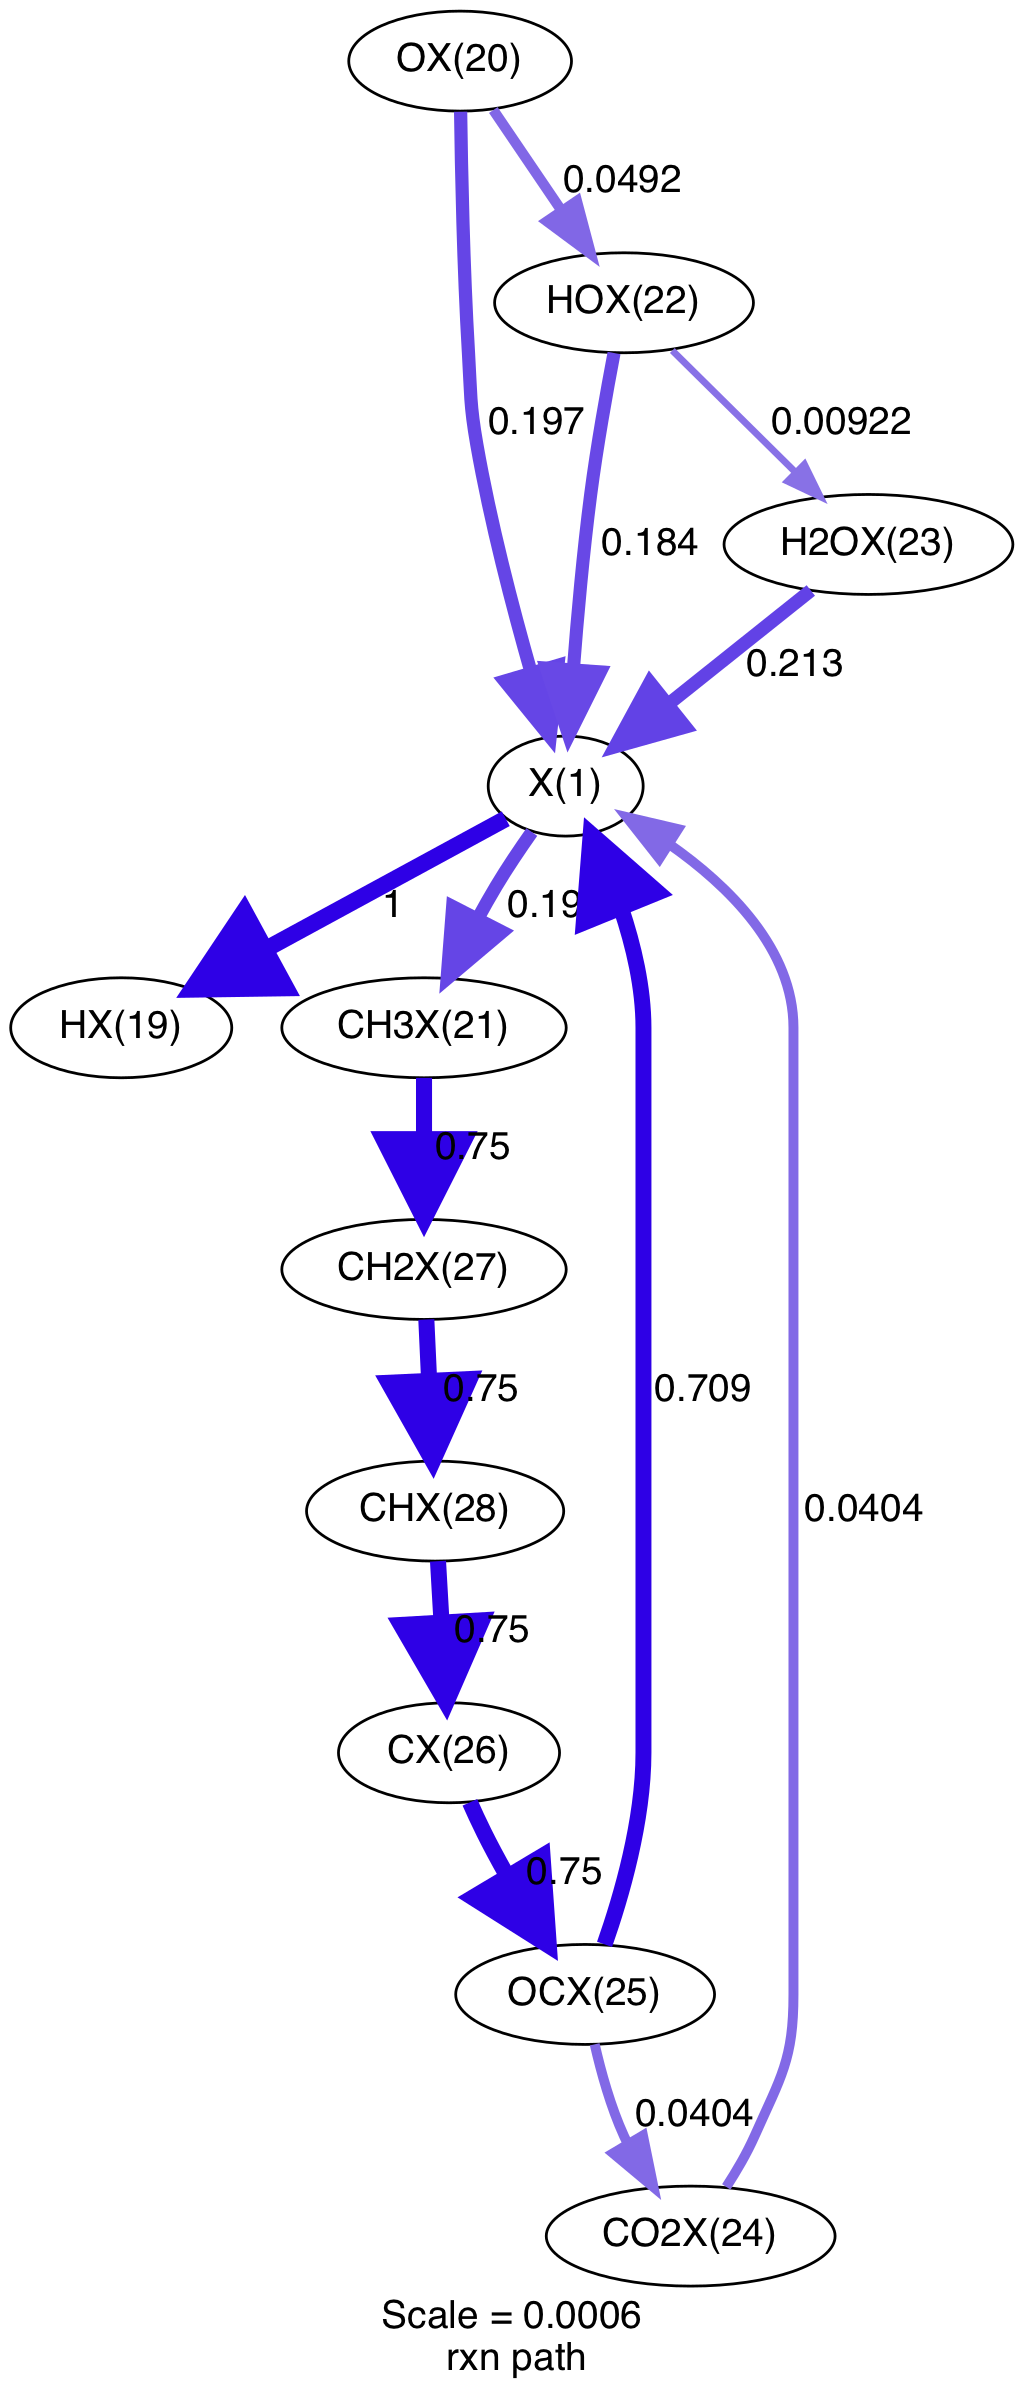 OX(20)
0.0492
HOX(22)
0.197
0.00922
0.184
H2OX(23)
0.213
X(1)
1
0.19
HX(19)
CH3X(21)
0.75
CH2X(27)
0.75
0.709
CHX(28)
0.0404
0.75
CX(26)
0.75
OCX(25)
0.0404
CO2X(24)
Scale = 0.0006
rxn path